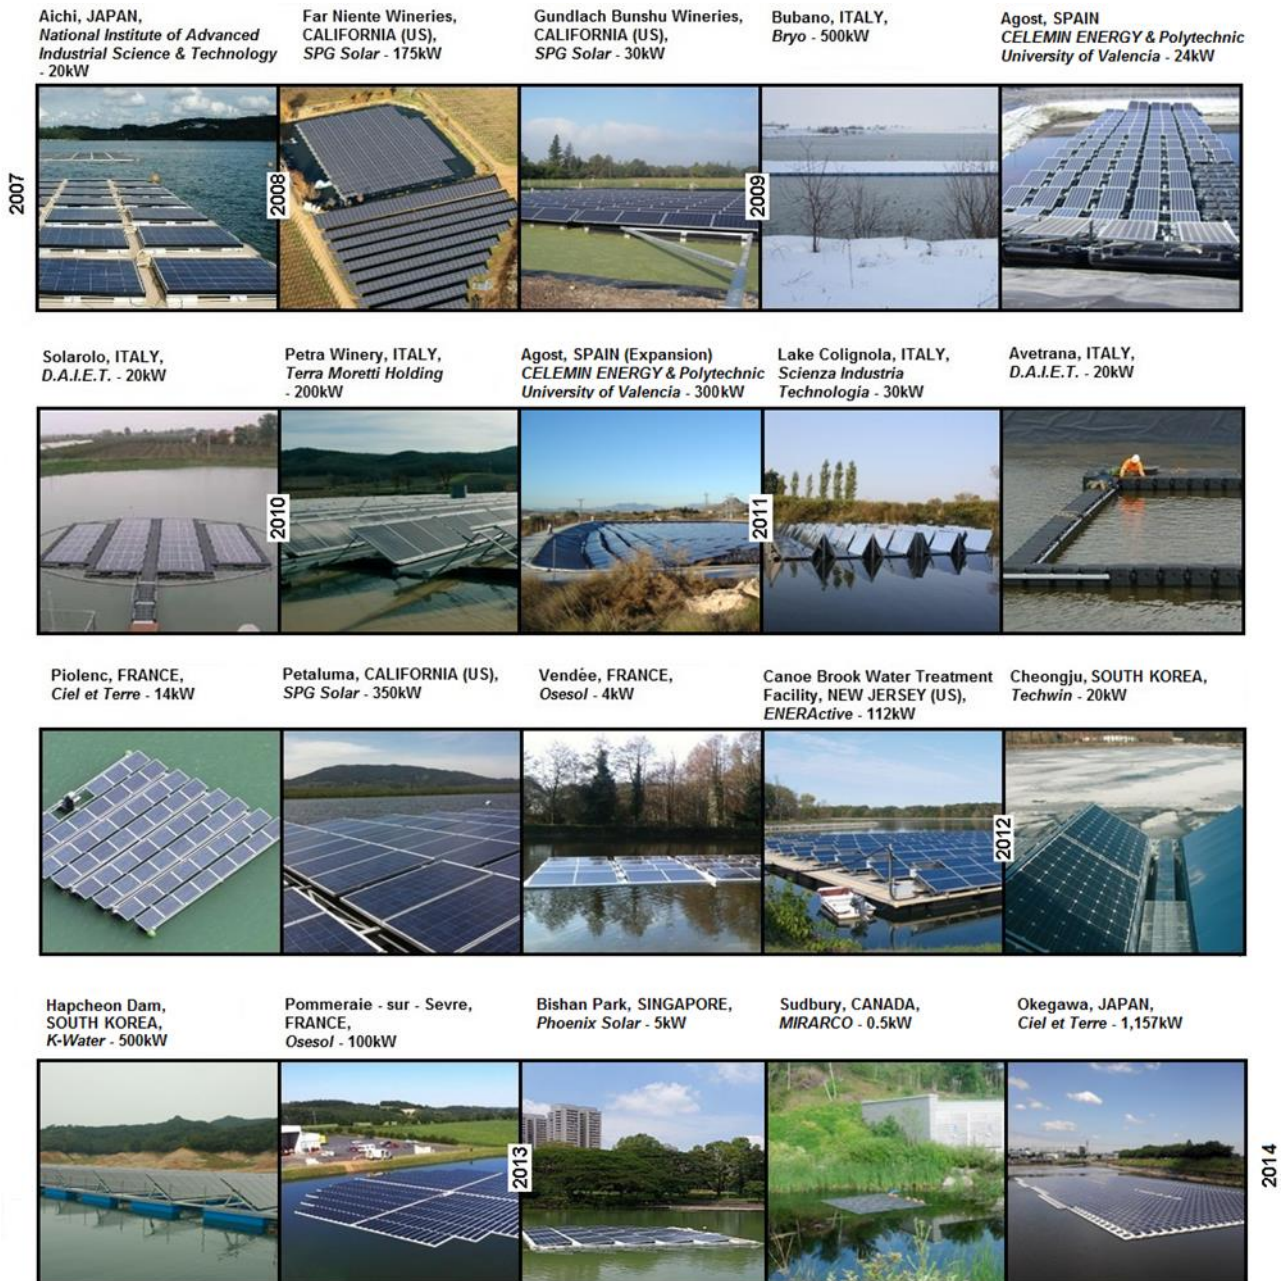 Aichi, JAPAN,
National Institute of Advanced
Industrial Science & Technology
- 20kW
Far Niente Wineries,
CALIFORNIA (US),
SPG Solar - 175kW
Gundlach Bunshu Wineries,
CALIFORNIA (US),
SPG Solar - 30kW
Bubano, ITALY,
Bryo - 500kW
Agost, SPAIN
CELEMIN ENERGY & Polytechnic
University of Valencia - 24kW
2007
2008
2009
Solarolo, ITALY,
D.A.I.E.T. - 20kW
Petra Winery, ITALY,
Terra Moretti Holding
- 200kW
Agost, SPAIN (Expansion)
CELEMIN ENERGY & Polytechnic
University of Valencia - 300kW
Lake Colignola, ITALY,
Scienza Industria
Technologia - 30kW
Avetrana, ITALY,
D.A.I.E.T. - 20kW
2010
2011
Piolenc, FRANCE,
Ciel et Terre - 14kW
Petaluma, CALIFORNIA (US),
SPG Solar - 350kW
Vendée, FRANCE,
Osesol - 4kW
Canoe Brook Water Treatment
Facility, NEW JERSEY (US),
ENERActive - 112kW
Cheongju, SOUTH KOREA,
Techwin - 20kW
2012
Hapcheon Dam,
SOUTH KOREA,
K-Water - 500kW
Pommeraie - sur - Sevre,
FRANCE,
Osesol - 100kW
Bishan Park, SINGAPORE,
Phoenix Solar - 5kW
Sudbury, CANADA,
MIRARCO - 0.5kW
Okegawa, JAPAN,
Ciel et Terre - 1,157kW
2013
2014